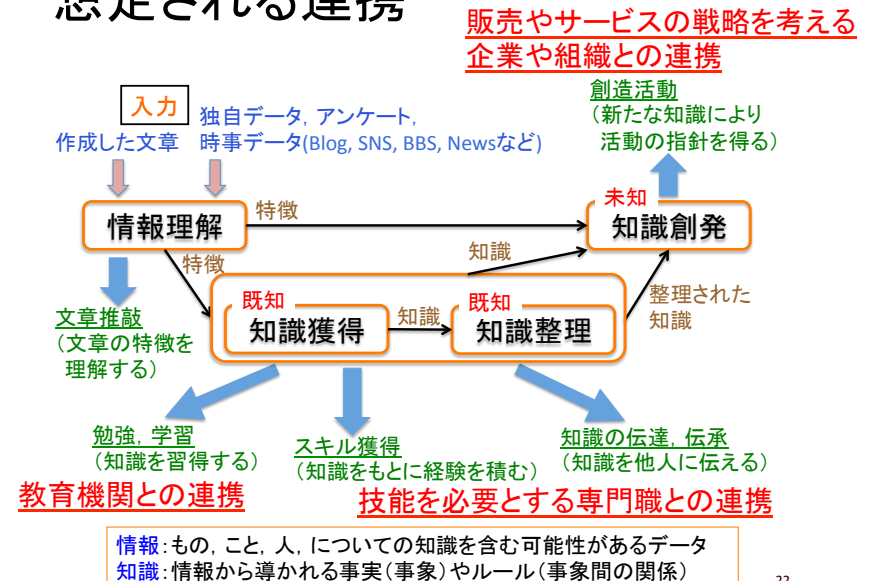 想定される連携
販売やサービスの戦略を考える
企業や組織との連携
入力
作成した文章
独自データ，アンケート，
時事データ(Blog, SNS, BBS, Newsなど)
創造活動
（新たな知識により
活動の指針を得る）
情報理解
特徴
未知
知識創発
特徴
知識
既知
知識獲得
知識
既知
知識整理
整理された
知識
文章推敲
（文章の特徴を
理解する）
勉強，学習
（知識を習得する）
スキル獲得
（知識をもとに経験を積む）
知識の伝達，伝承
（知識を他人に伝える）
教育機関との連携
技能を必要とする専門職との連携
情報：もの，こと，人，についての知識を含む可能性があるデータ
知識：情報から導かれる事実（事象）やルール（事象間の関係）
22